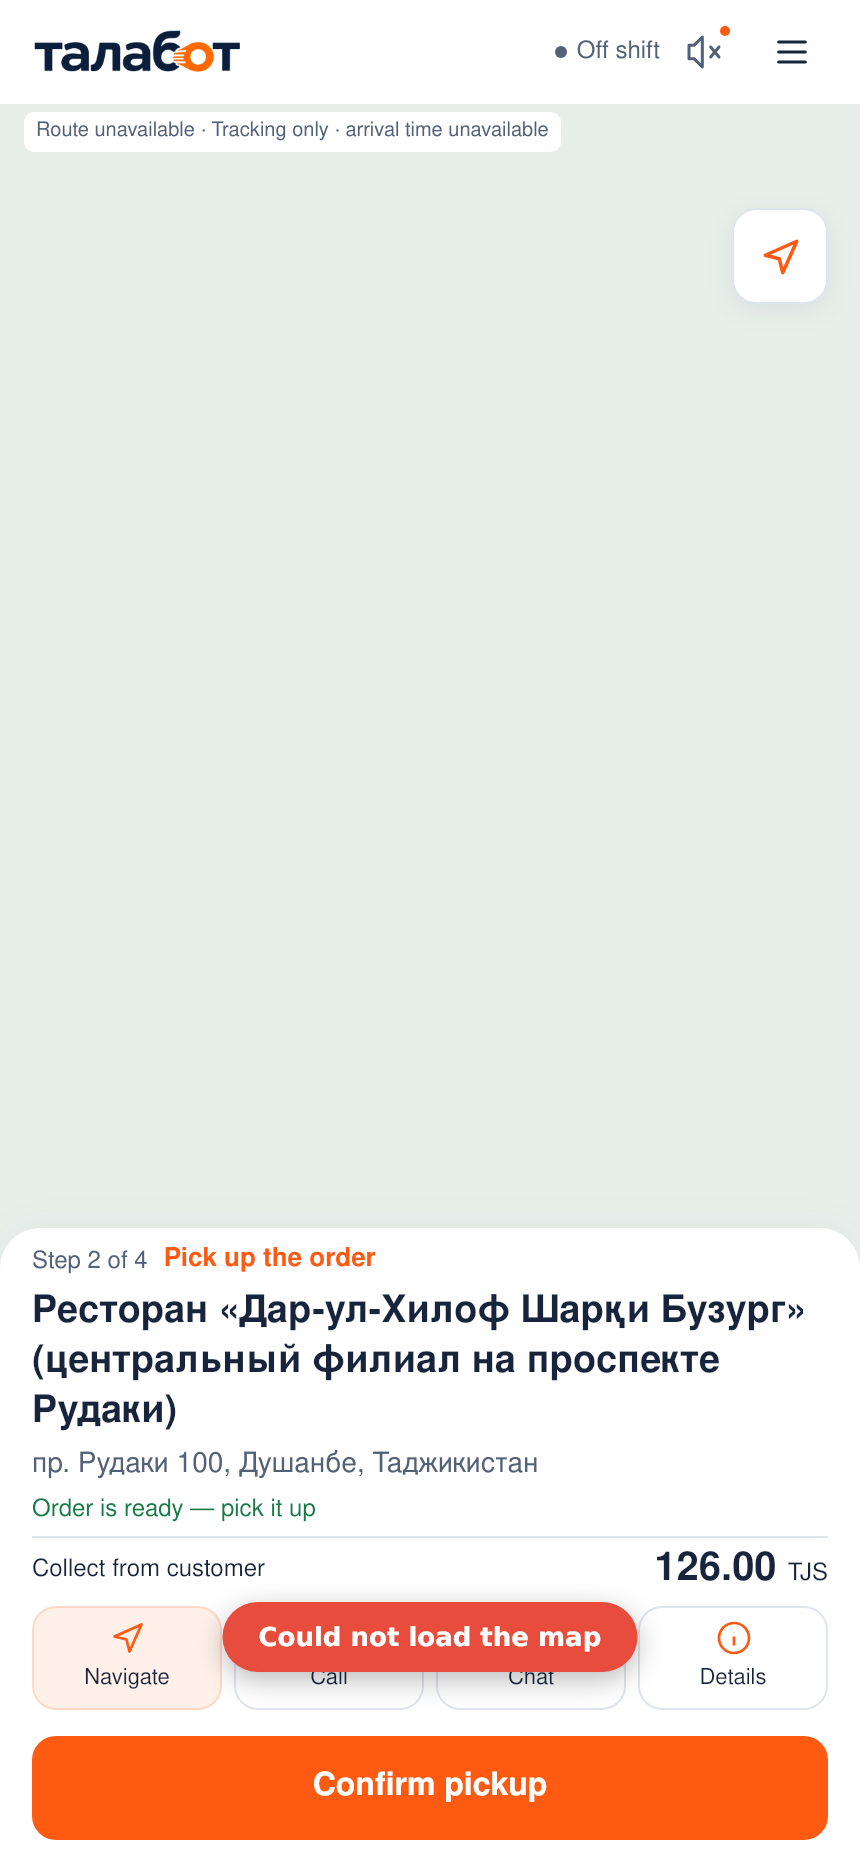 талабот
Off shift
Route unavailable · Tracking only · arrival time unavailable
Step 2 of 4 Pick up the order
Ресторан «Дар-ул-Хилоф Шарқи Бузург»
(центральный филиал на проспекте
Рудаки)
пр. Рудаки 100, Душанбе, Таджикистан
Order is ready — pick it up
Collect from customer 126.00 TJS
Could not load the map
Navigate Call Chat Details
Confirm pickup